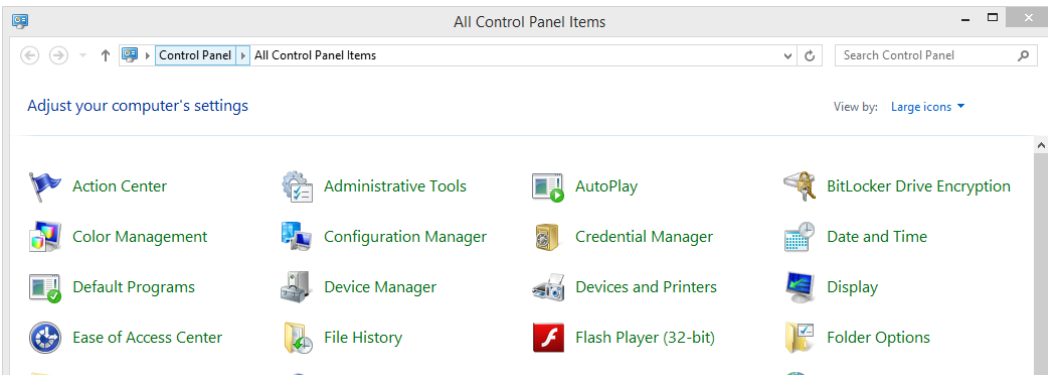 All Control Panel Items
Control Panel All Control Panel Items Search Control Panel
Adjust your computer's settings View by: Large icons
Action Center Administrative Tools AutoPlay BitLocker Drive Encryption
Color Management Configuration Manager Credential Manager Date and Time
Default Programs Device Manager Devices and Printers Display
Ease of Access Center File History Flash Player (32-bit) Folder Options